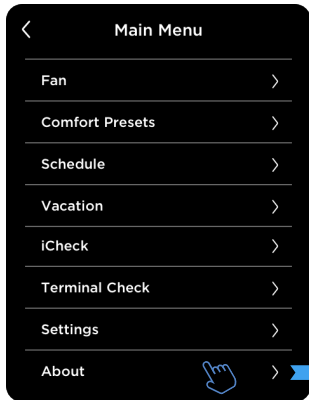 Main Menu
Fan
Comfort Presets
Schedule
Vacation
iCheck
Terminal Check
Settings
About